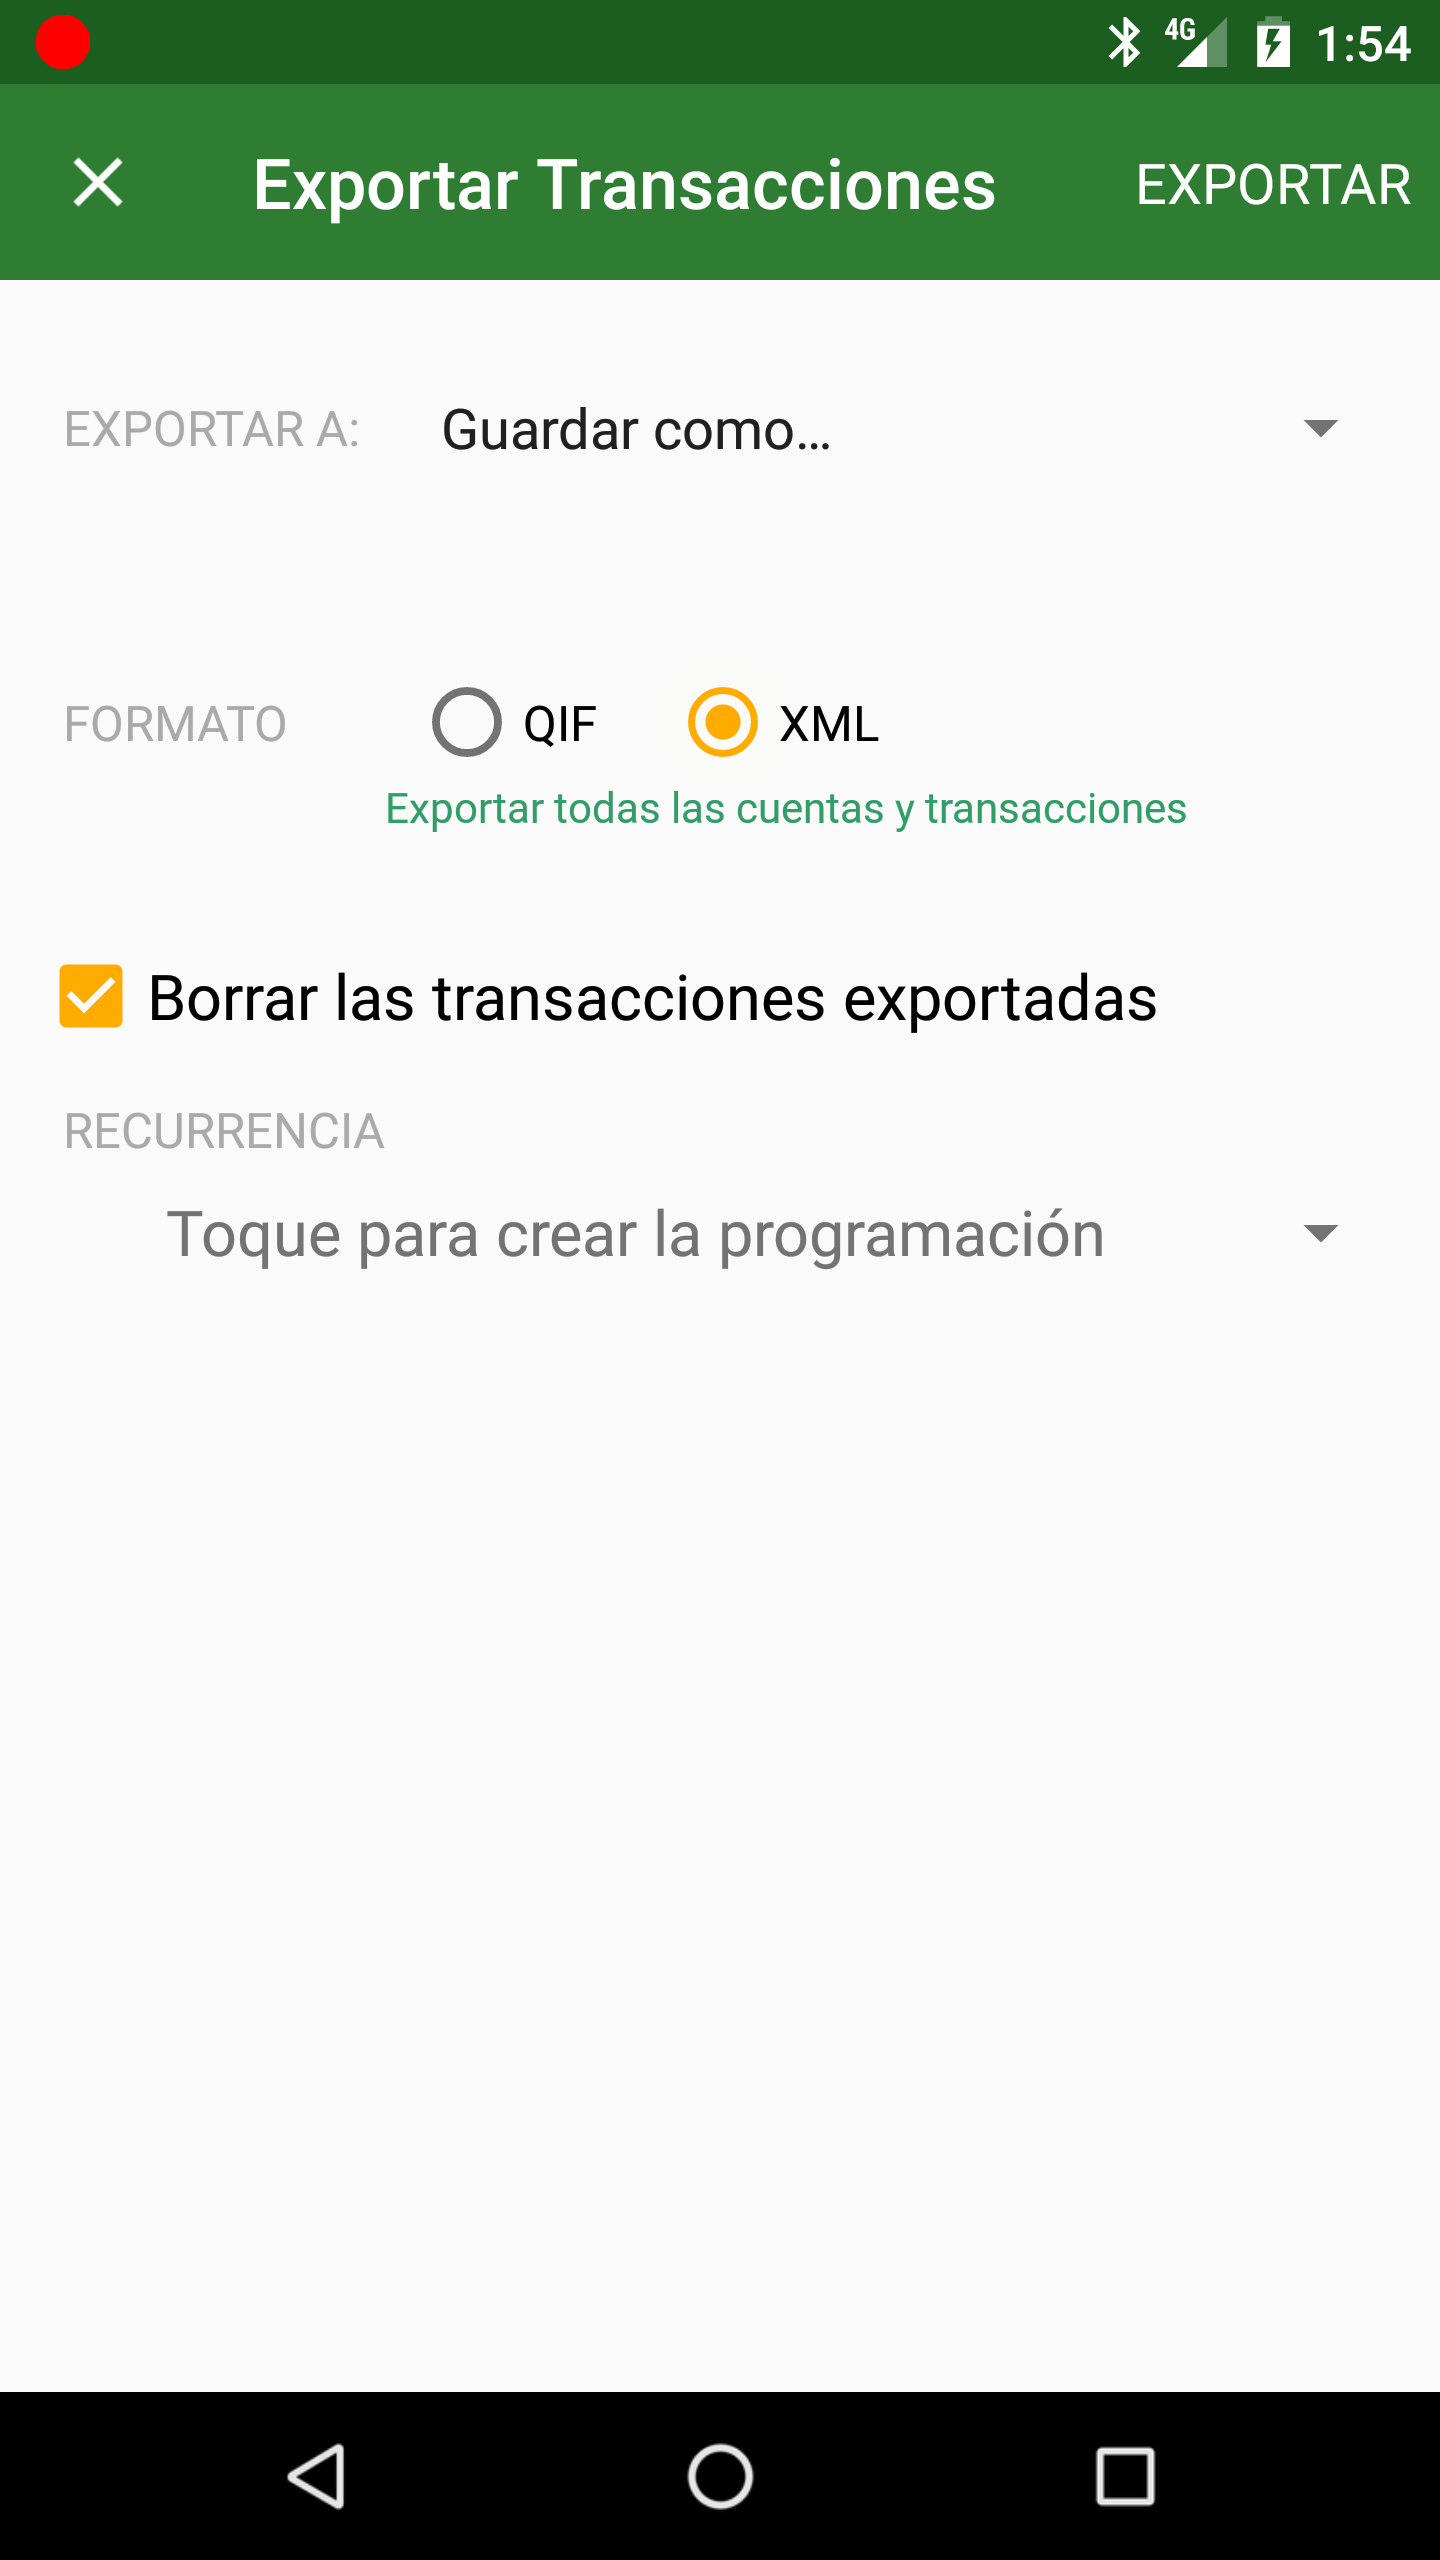 4G 1:54
Exportar Transacciones EXPORTAR
EXPORTAR A: Guardar como...
FORMATO QIF XML
Exportar todas las cuentas y transacciones
Borrar las transacciones exportadas
RECURRENCIA
Toque para crear la programación